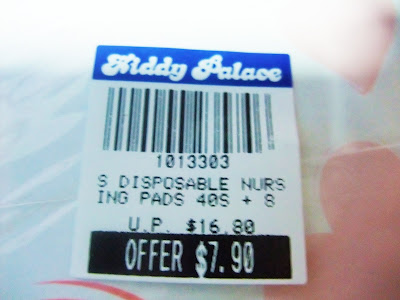 Kiddy Palace
1013303
S DISPOSABLE NURS
ING PADS 40S + 8
U.P. $16.80
OFFER $7.90